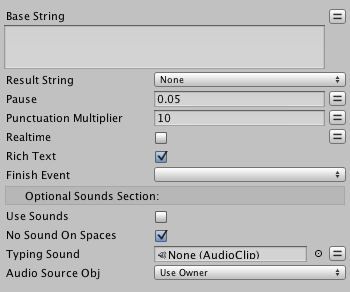 Base String
Result String None
Pause 0.05
Punctuation Multiplier 10
Realtime
Rich Text
Finish Event
Optional Sounds Section:
Use Sounds
No Sound On Spaces
Typing Sound None (AudioClip)
Audio Source Obj Use Owner